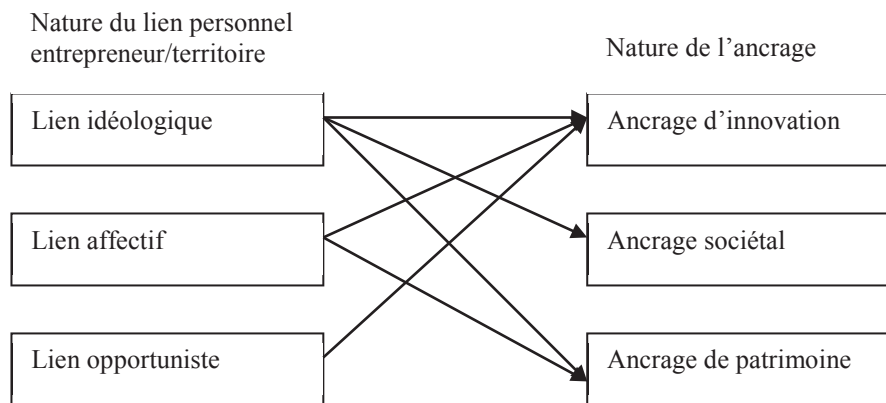 Nature du lien personnel
entrepreneur/territoire
Nature de l’ancrage
Lien idéologique
Ancrage d’innovation
Lien affectif
Ancrage sociétal
Lien opportuniste
Ancrage de patrimoine